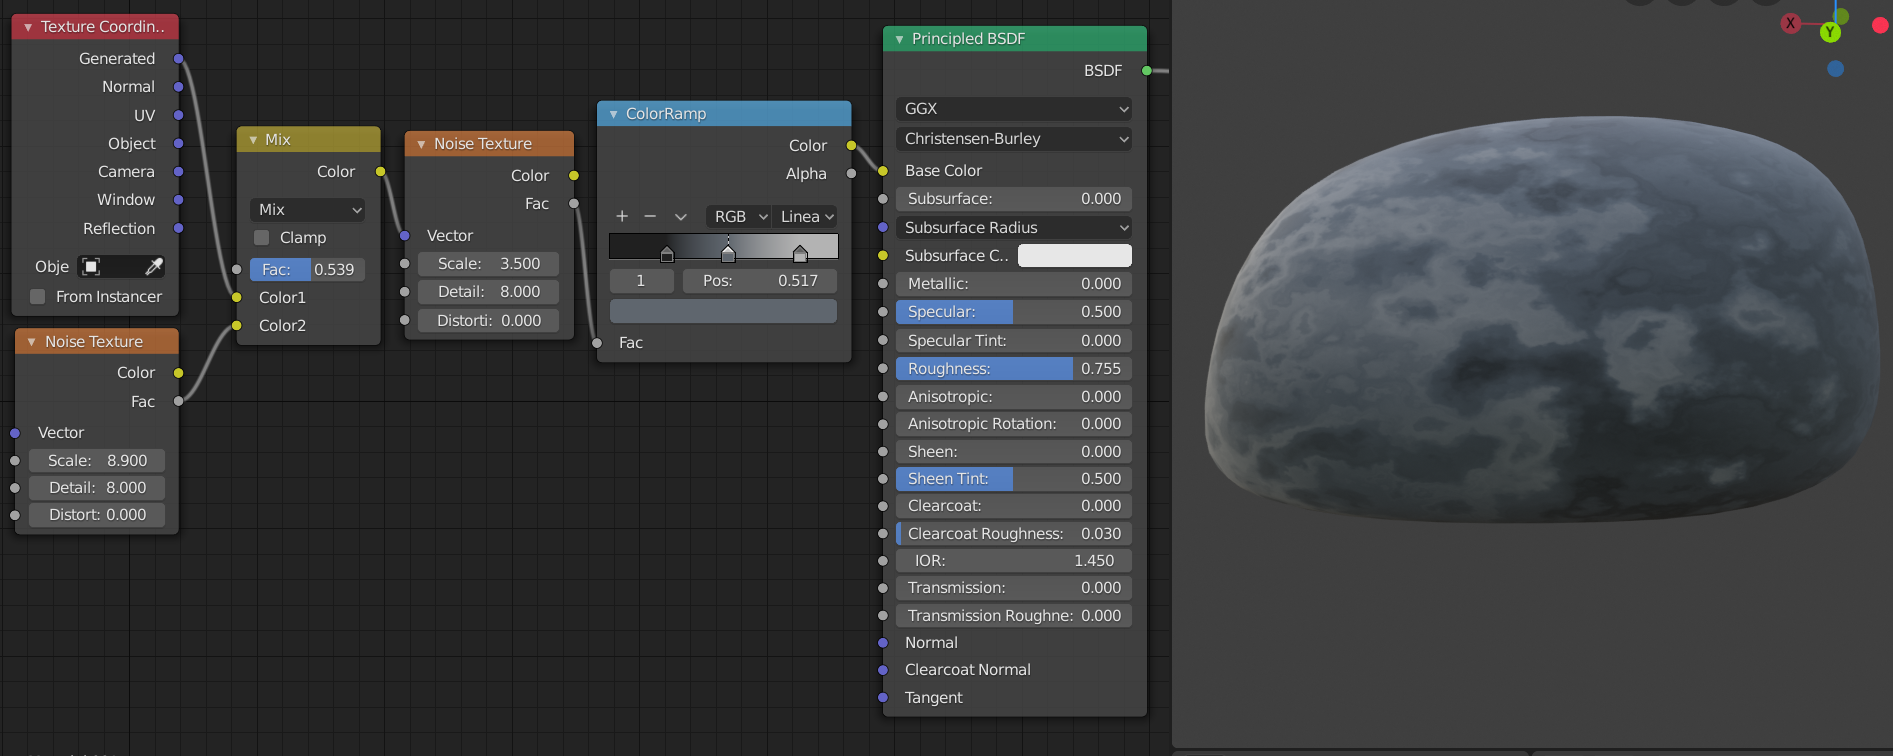 Texture Coordin..
Generated
Normal
UV
Object
Camera
Window
Reflection
Obje
From Instancer
Noise Texture
Color
Fac
Vector
Scale: 8.900
Detail: 8.000
Distort: 0.000
Mix
Color
Mix
Clamp
Fac: 0.539
Color1
Color2
Noise Texture
Color
Fac
Vector
Scale: 3.500
Detail: 8.000
Distorti: 0.000
ColorRamp
Color
Alpha
+ − RGB Linea
1 Pos: 0.517
Fac
Principled BSDF
BSDF
GGX
Christensen-Burley
Base Color
Subsurface: 0.000
Subsurface Radius
Subsurface C..
Metallic: 0.000
Specular: 0.500
Specular Tint: 0.000
Roughness: 0.755
Anisotropic: 0.000
Anisotropic Rotation: 0.000
Sheen: 0.000
Sheen Tint: 0.500
Clearcoat: 0.000
Clearcoat Roughness: 0.030
IOR: 1.450
Transmission: 0.000
Transmission Roughne: 0.000
Normal
Clearcoat Normal
Tangent
X
Y